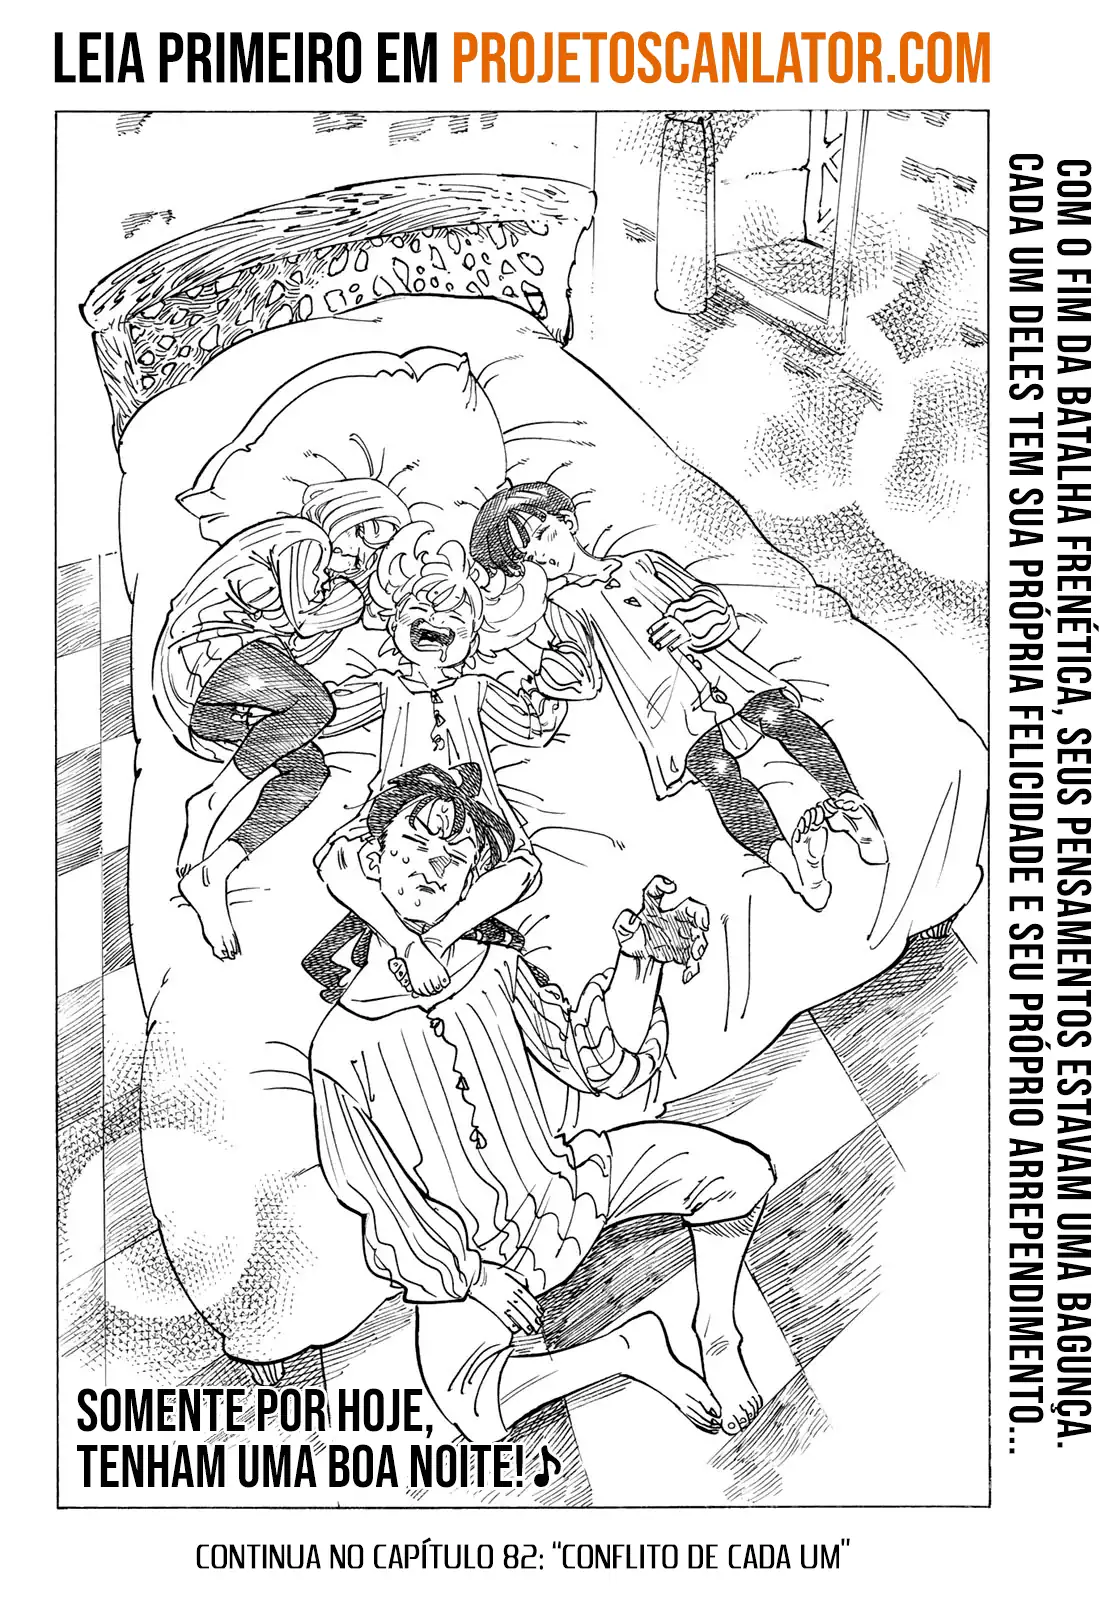 LEIA PRIMEIRO EM PROJETOSCANLATOR.COM
COM O FIM DA BATALHA FRENÉTICA, SEUS PENSAMENTOS ESTAVAM UMA BAGUNÇA.
CADA UM DELES TEM SUA PRÓPRIA FELICIDADE E SEU PRÓPRIO ARREPENDIMENTO...
SOMENTE POR HOJE,
TENHAM UMA BOA NOITE!♪
CONTINUA NO CAPÍTULO 82: “CONFLITO DE CADA UM”